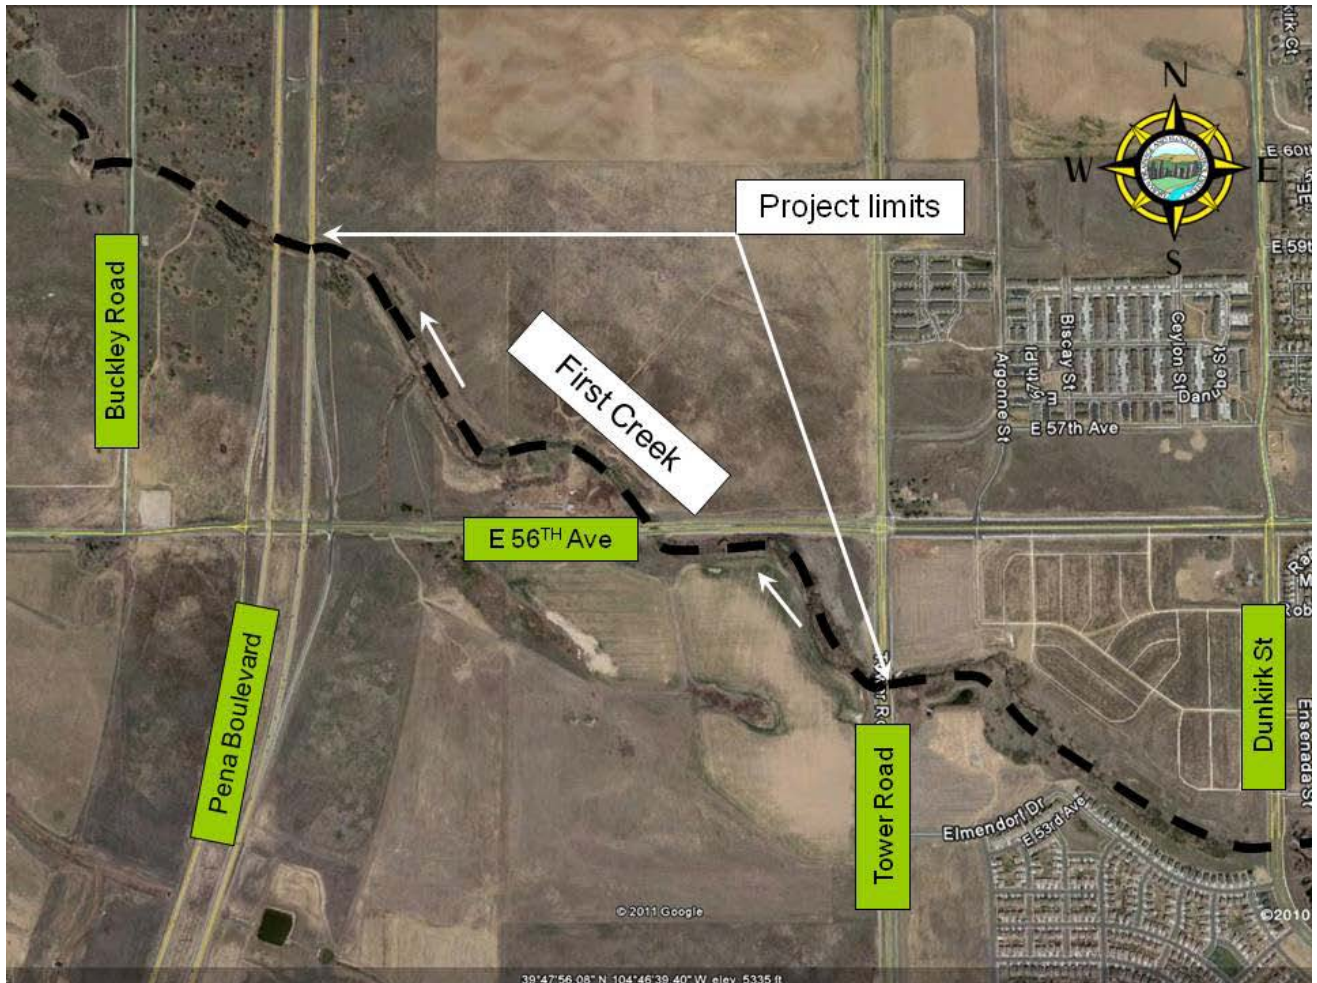 N
W
E
S
kirk Ct
E 60th
E 59th
Project limits
Buckley Road
First Creek
Biscay St
Ceylon St
Danube St
Argonne St
E 57th Ave
E 56TH Ave
Pena Boulevard
Tower Road
Dunkirk St
Ensenada St
Elmendorf Dr
E 53rd Ave
© 2011 Google
©2010
39°47'56.08" N 104°46'39.40" W elev 5335 ft